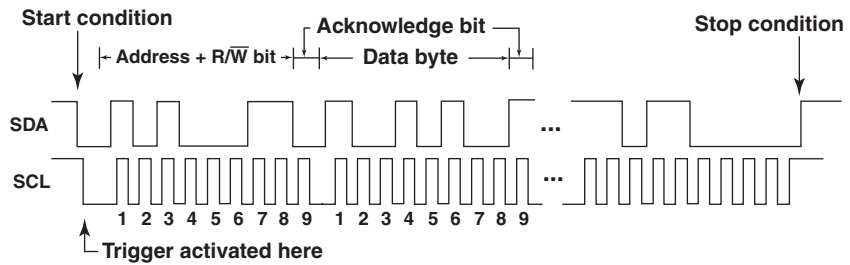 Start condition
Acknowledge bit
Stop condition
Address + R/W̅ bit
Data byte
SDA
...
...
SCL
1 2 3 4 5 6 7 8 9 1 2 3 4 5 6 7 8 9
Trigger activated here